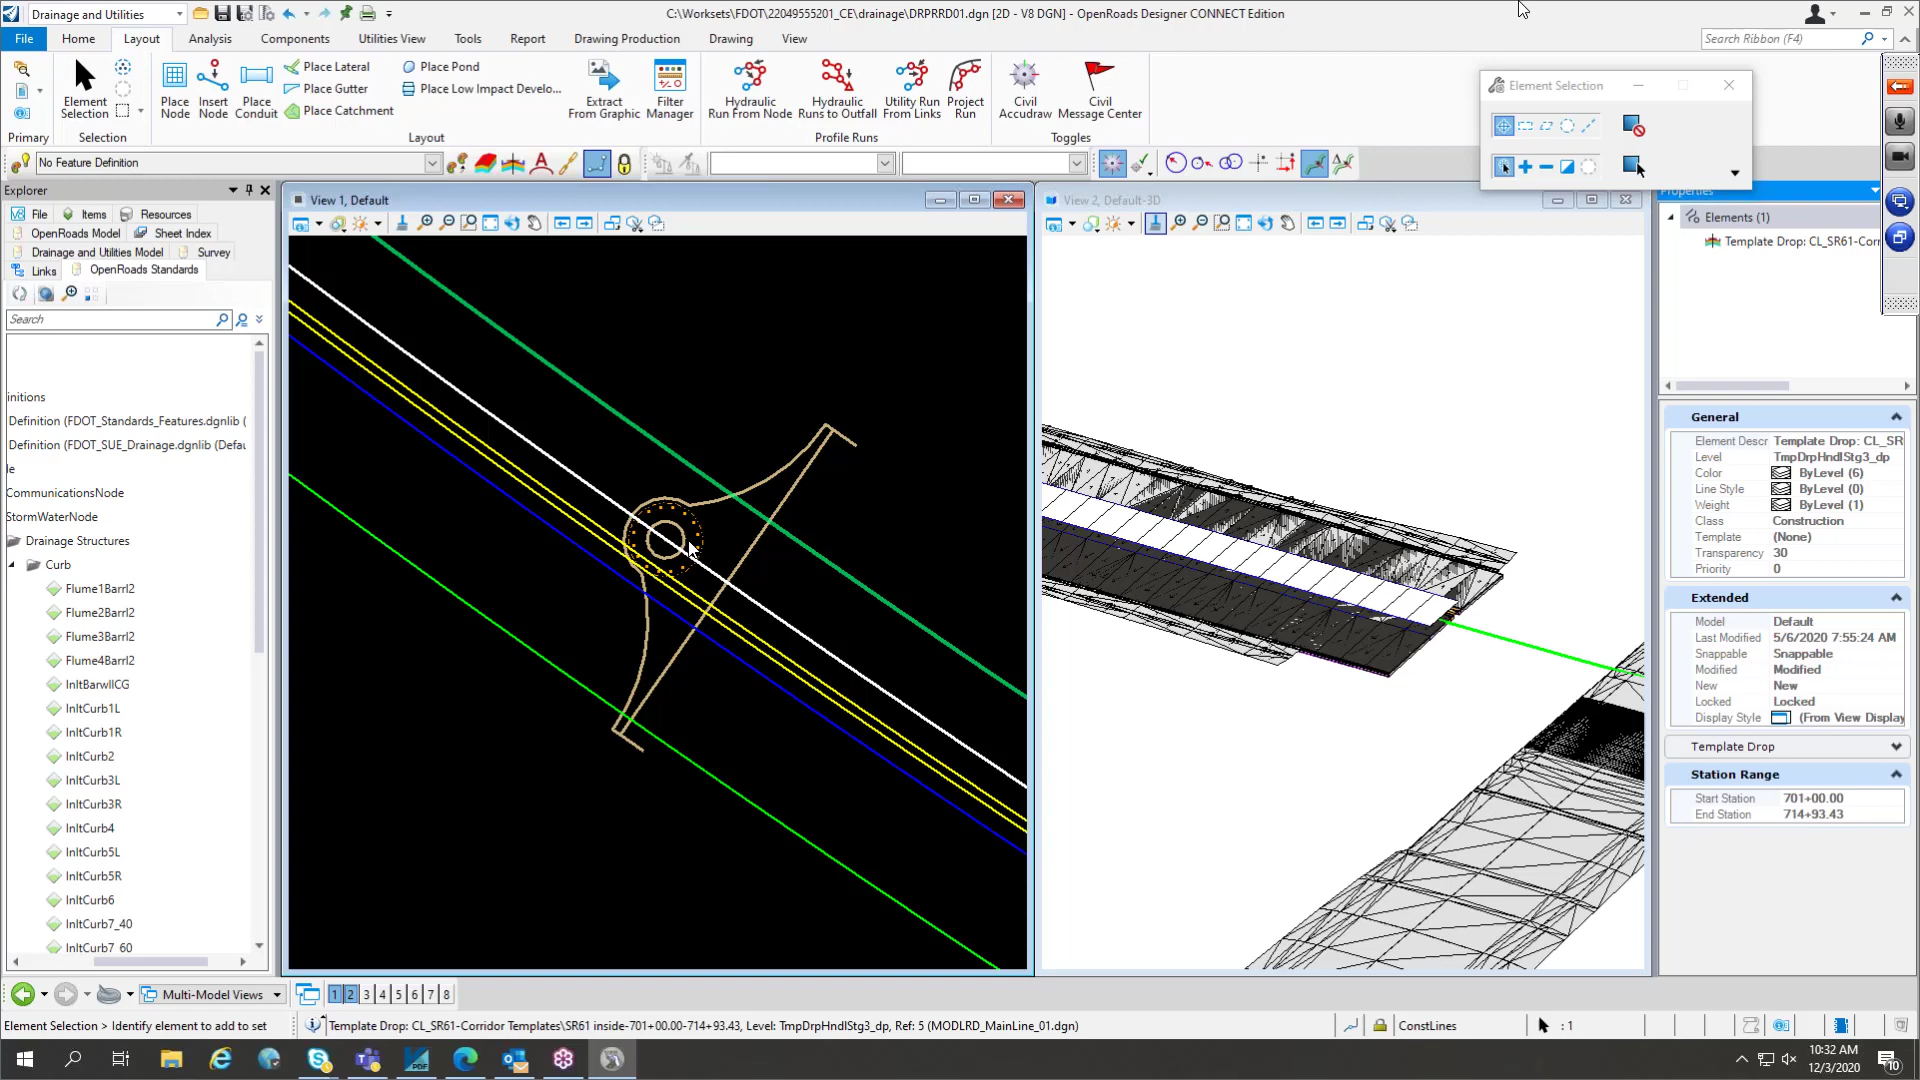 Drawing and Utilities
C:\Worksets\FDOT\22049555201_CE\drainage\DRPRRD01.dgn [2D - V8 DGN] - OpenRoads Designer CONNECT Edition
File Home Layout Analysis Components Utilities View Tools Report Drawing Production Drawing View
Search Ribbon (F4)
Element Selection
Place Node
Insert Node
Place Conduit
Place Lateral
Place Gutter
Place Catchment
Place Pond
Place Low Impact Develo...
Extract From Graphic
Filter Manager
Hydraulic Run From Node
Hydraulic Runs to Outfall
Utility Run From Links
Project Run
Civil Accudraw
Civil Message Center
Primary Selection Layout Profile Runs Toggles
Element Selection
No Feature Definition
Explorer
File Items Resources
OpenRoads Model Sheet Index
Drainage and Utilities Model Survey
Links OpenRoads Standards
Search
initions
Definition (FDOT_Standards_Features.dgnlib (
Definition (FDOT_SUE_Drainage.dgnlib (Defau
le
CommunicationsNode
StormWaterNode
Drainage Structures
Curb
Flume1Barrl2
Flume2Barrl2
Flume3Barrl2
Flume4Barrl2
InltBarwllCG
InltCurb1L
InltCurb1R
InltCurb2
InltCurb3L
InltCurb3R
InltCurb4
InltCurb5L
InltCurb5R
InltCurb6
InltCurb7_40
InltCurb7_60
View 1, Default
View 2, Default-3D
Properties
Elements (1)
Template Drop: CL_SR61-Corr
General
Element Descr Template Drop: CL_SR
Level TmpDrpHndlStg3_dp
Color ByLevel (6)
Line Style ByLevel (0)
Weight ByLevel (1)
Class Construction
Template (None)
Transparency 30
Priority 0
Extended
Model Default
Last Modified 5/6/2020 7:55:24 AM
Snappable Snappable
Modified Modified
New New
Locked Locked
Display Style (From View Display
Template Drop
Station Range
Start Station 701+00.00
End Station 714+93.43
Multi-Model Views 1 2 3 4 5 6 7 8
Element Selection > Identify element to add to set
Template Drop: CL_SR61-Corridor Templates\SR61 inside-701+00.00-714+93.43, Level: TmpDrpHndlStg3_dp, Ref: 5 (MODLRD_MainLine_01.dgn)
ConstLines
: 1
10:32 AM
12/3/2020
10